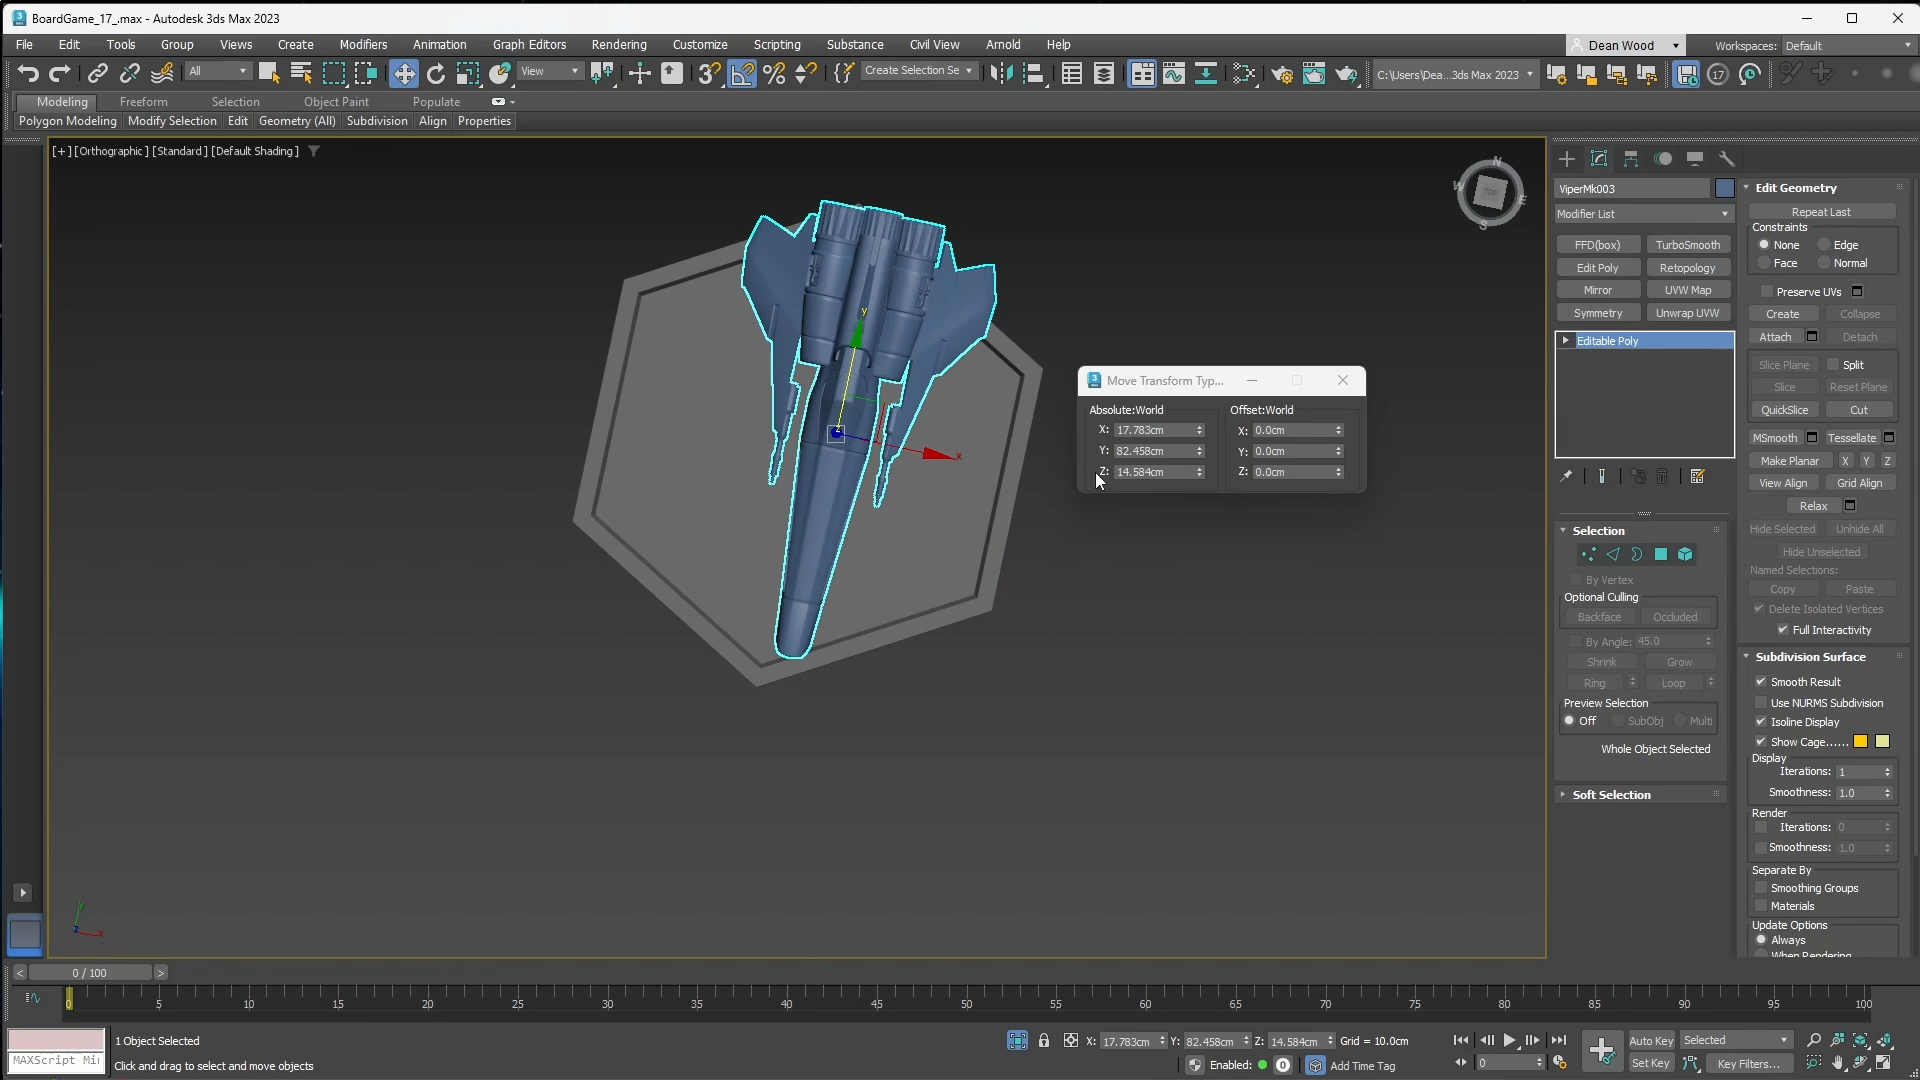 BoardGame_17_.max - Autodesk 3ds Max 2023
File Edit Tools Group Views Create Modifiers Animation Graph Editors Rendering Customize Scripting Substance Civil View Arnold Help
Dean Wood Workspaces: Default
All View Create Selection Se C:\Users\Dea...3ds Max 2023 17
Modeling Freeform Selection Object Paint Populate
Polygon Modeling Modify Selection Edit Geometry (All) Subdivision Align Properties
[+] [Orthographic] [Standard] [Default Shading]
N
W TOP E
S
y
x
z
Move Transform Typ...
Absolute:World Offset:World
X: 17.783cm X: 0.0cm
Y: 82.458cm Y: 0.0cm
Z: 14.584cm Z: 0.0cm
ViperMk003
Modifier List
FFD(box) TurboSmooth
Edit Poly Retopology
Mirror UVW Map
Symmetry Unwrap UVW
Editable Poly
Selection
By Vertex
Optional Culling
Backface Occluded
By Angle: 45.0
Shrink Grow
Ring Loop
Preview Selection
Off SubObj Multi
Whole Object Selected
Soft Selection
Edit Geometry
Repeat Last
Constraints
None Edge
Face Normal
Preserve UVs
Create Collapse
Attach Detach
Slice Plane Split
Slice Reset Plane
QuickSlice Cut
MSmooth Tessellate
Make Planar X Y Z
View Align Grid Align
Relax
Hide Selected Unhide All
Hide Unselected
Named Selections:
Copy Paste
Delete Isolated Vertices
Full Interactivity
Subdivision Surface
Smooth Result
Use NURMS Subdivision
Isoline Display
Show Cage......
Display
Iterations: 1
Smoothness: 1.0
Render
Iterations: 0
Smoothness: 1.0
Separate By
Smoothing Groups
Materials
Update Options
Always
When Rendering
y
z x
< 0 / 100 >
0 5 10 15 20 25 30 35 40 45 50 55 60 65 70 75 80 85 90 95 100
1 Object Selected X: 17.783cm Y: 82.458cm Z: 14.584cm Grid = 10.0cm Auto Key Selected
MAXScript Mi Click and drag to select and move objects Enabled: 0 Add Time Tag 0 Set Key Key Filters...